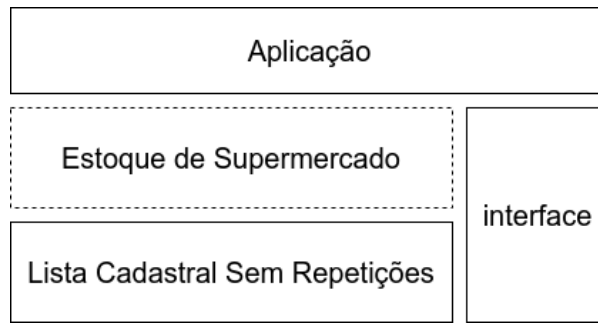 Aplicação
Estoque de Supermercado
interface
Lista Cadastral Sem Repetições